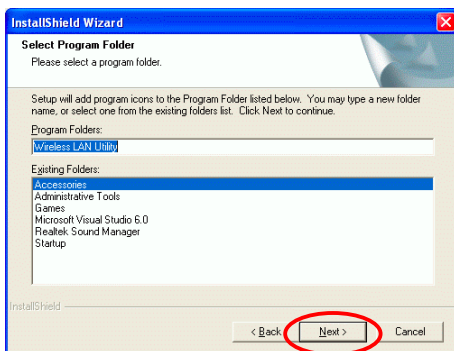 InstallShield Wizard
Select Program Folder
Please select a program folder.
Setup will add program icons to the Program Folder listed below. You may type a new folder
name, or select one from the existing folders list. Click Next to continue.
Program Folders:
Wireless LAN Utility
Existing Folders:
Accessories
Administrative Tools
Games
Microsoft Visual Studio 6.0
Realtek Sound Manager
Startup
InstallShield
< Back
Next >
Cancel